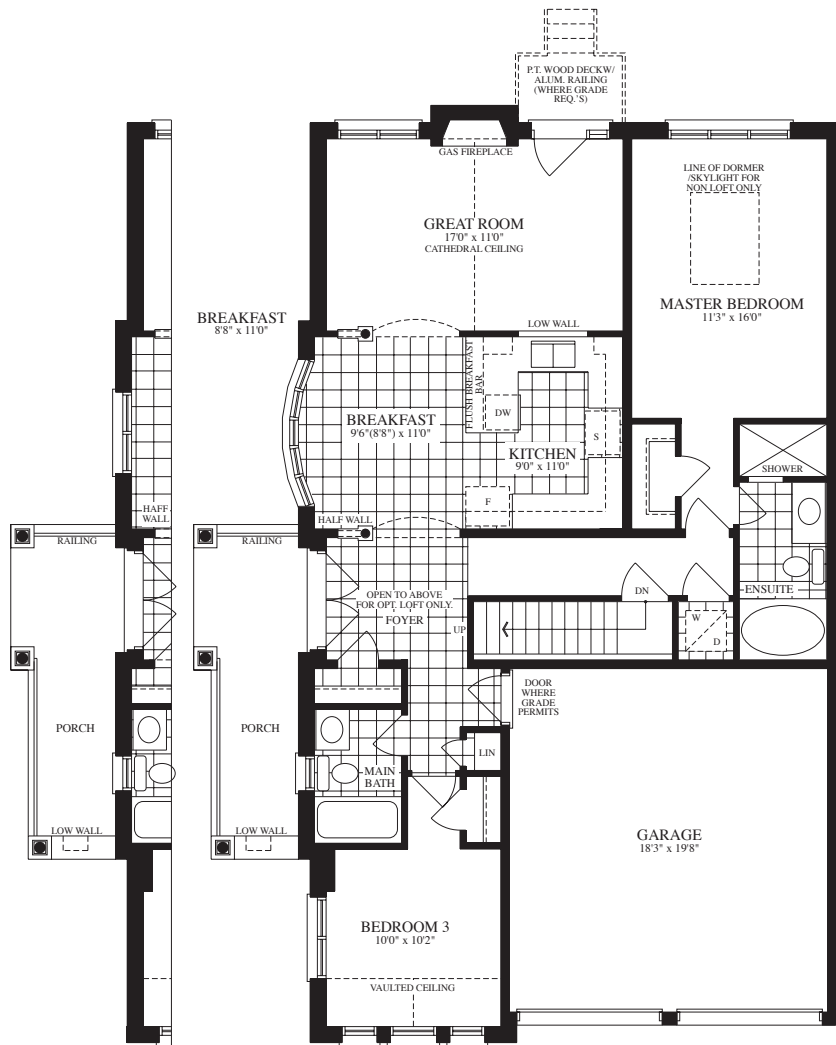 P.T. WOOD DECKW/
ALUM. RAILING
(WHERE GRADE
REQ.'S)
GAS FIREPLACE
LINE OF DORMER
/SKYLIGHT FOR
NON LOFT ONLY
GREAT ROOM
17'0" x 11'0"
CATHEDRAL CEILING
MASTER BEDROOM
11'3" x 16'0"
BREAKFAST
8'8" x 11'0"
LOW WALL
FLUSH BREAKFAST
BAR
DW
BREAKFAST
9'6"(8'8") x 11'0"
S
KITCHEN
9'0" x 11'0"
SHOWER
F
HAFF
WALL
HALF WALL
RAILING
RAILING
OPEN TO ABOVE
FOR OPT. LOFT ONLY.
FOYER
DN
ENSUITE
UP
W
D
DOOR
WHERE
GRADE
PERMITS
PORCH
PORCH
LIN
MAIN
BATH
LOW WALL
LOW WALL
GARAGE
18'3" x 19'8"
BEDROOM 3
10'0" x 10'2"
VAULTED CEILING